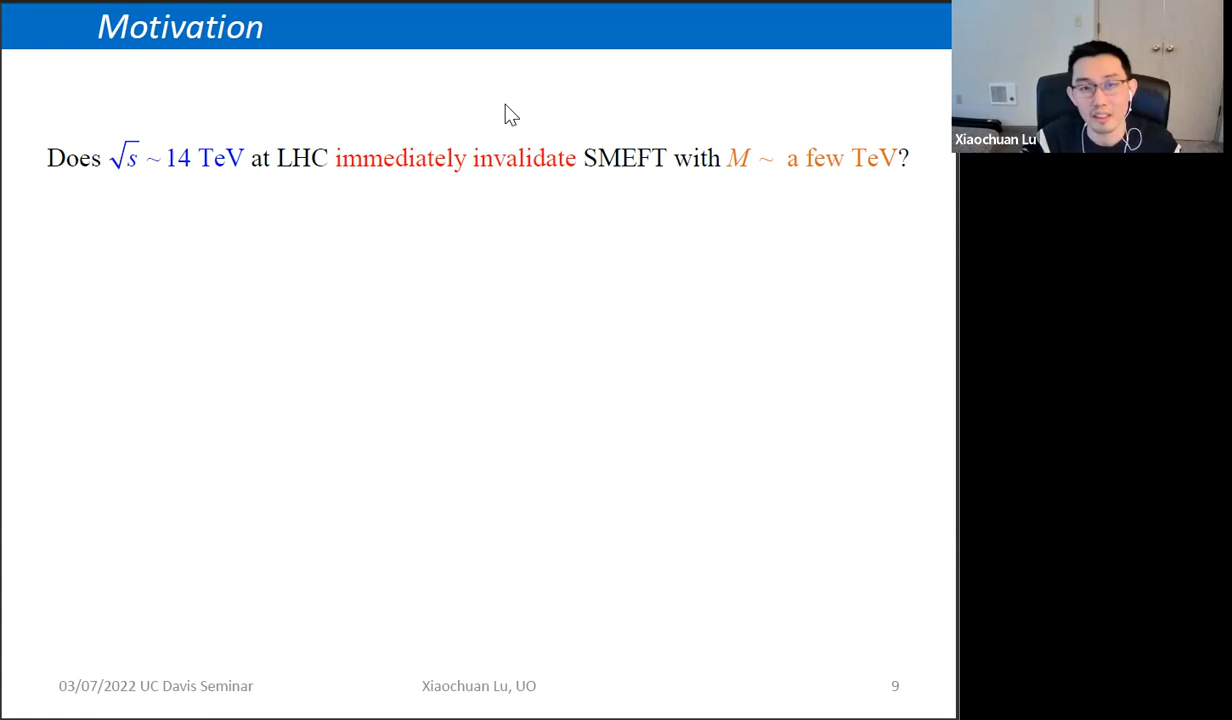 Motivation
Xiaochuan Lu
Does √s ~ 14 TeV at LHC immediately invalidate SMEFT with M ~ a few TeV?
03/07/2022 UC Davis Seminar
Xiaochuan Lu, UO
9